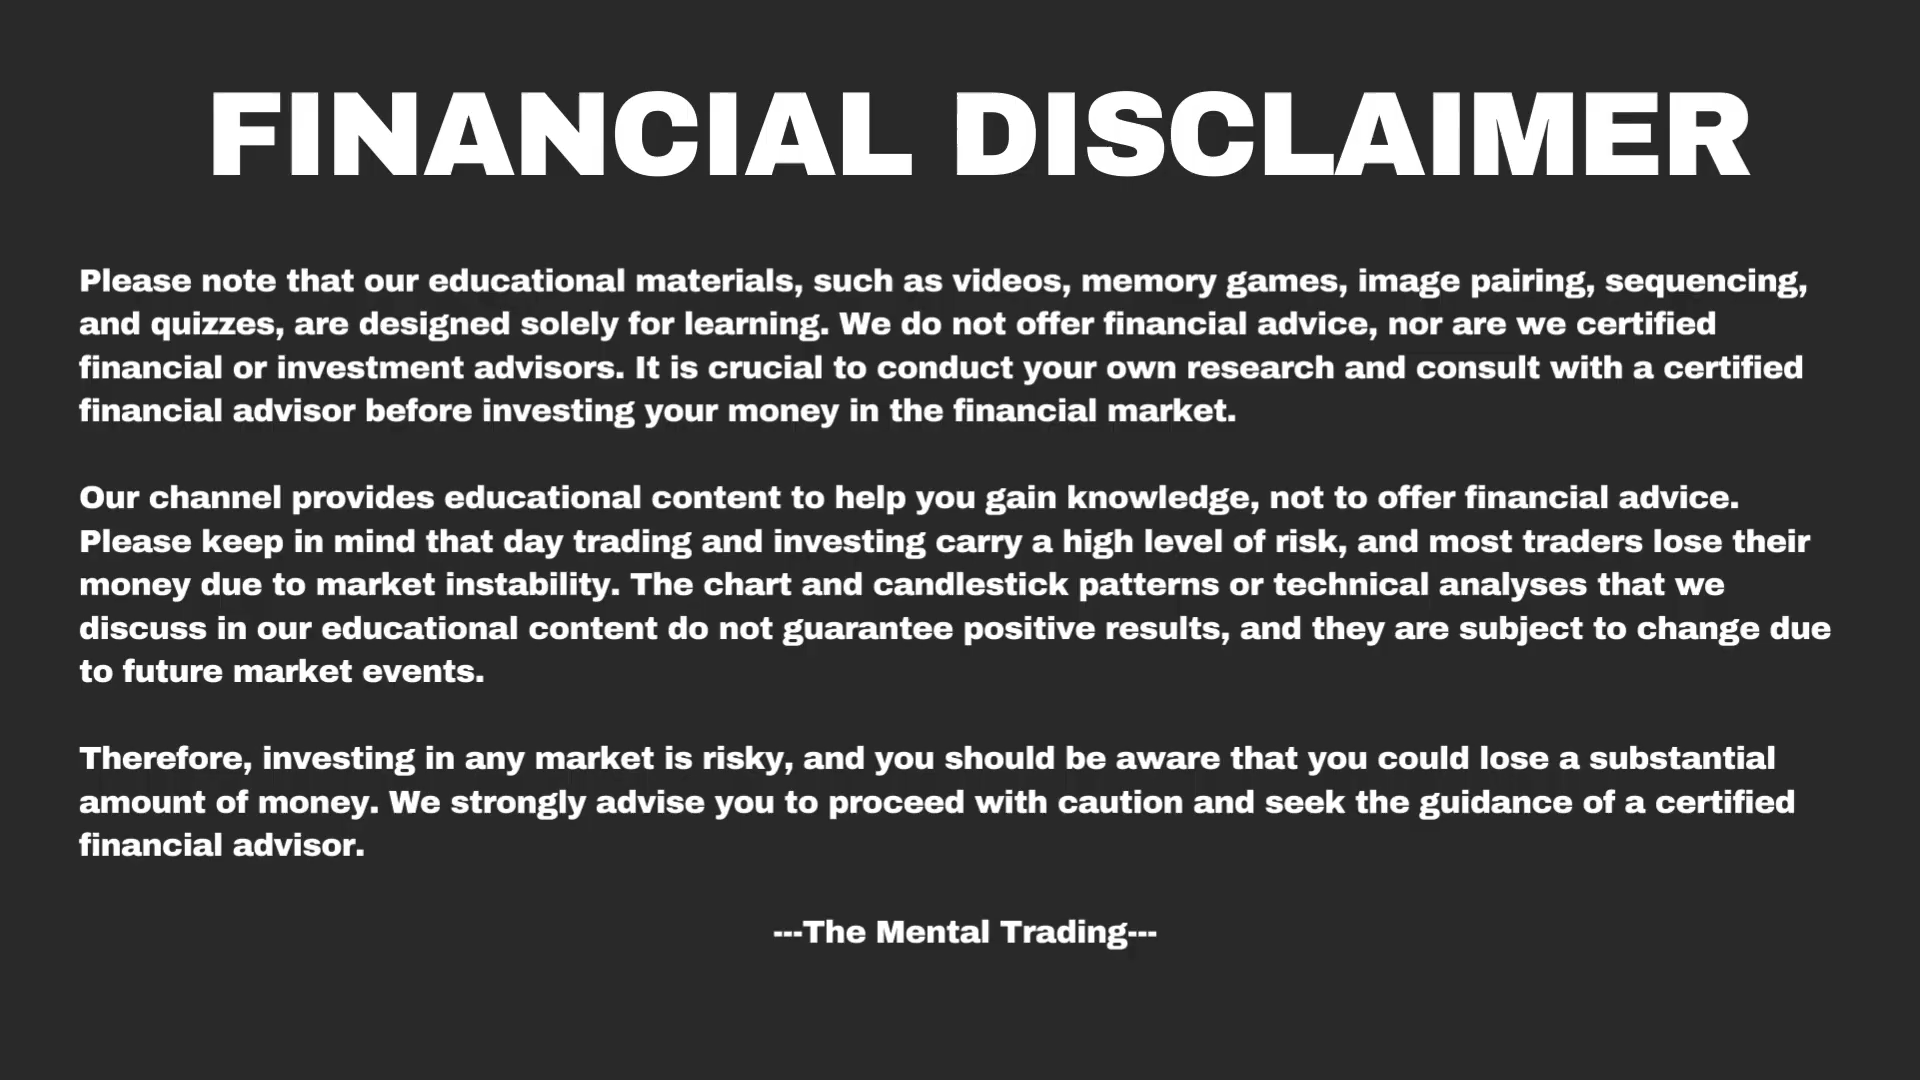 FINANCIAL DISCLAIMER
Please note that our educational materials, such as videos, memory games, image pairing, sequencing,
and quizzes, are designed solely for learning. We do not offer financial advice, nor are we certified
financial or investment advisors. It is crucial to conduct your own research and consult with a certified
financial advisor before investing your money in the financial market.
Our channel provides educational content to help you gain knowledge, not to offer financial advice.
Please keep in mind that day trading and investing carry a high level of risk, and most traders lose their
money due to market instability. The chart and candlestick patterns or technical analyses that we
discuss in our educational content do not guarantee positive results, and they are subject to change due
to future market events.
Therefore, investing in any market is risky, and you should be aware that you could lose a substantial
amount of money. We strongly advise you to proceed with caution and seek the guidance of a certified
financial advisor.
---The Mental Trading---